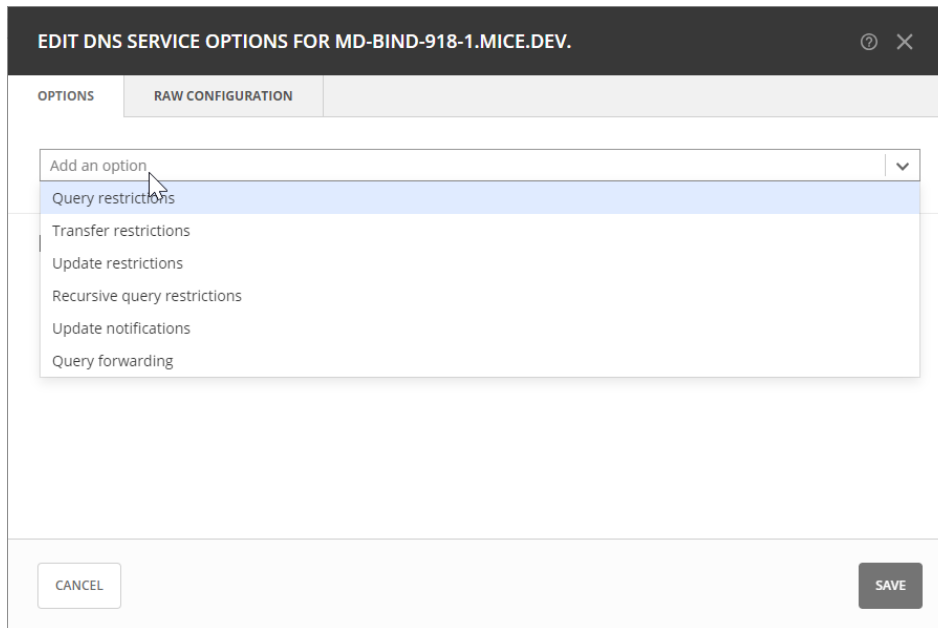 EDIT DNS SERVICE OPTIONS FOR MD-BIND-918-1.MICE.DEV.
OPTIONS
RAW CONFIGURATION
Add an option
Query restrictions
Transfer restrictions
Update restrictions
Recursive query restrictions
Update notifications
Query forwarding
CANCEL
SAVE